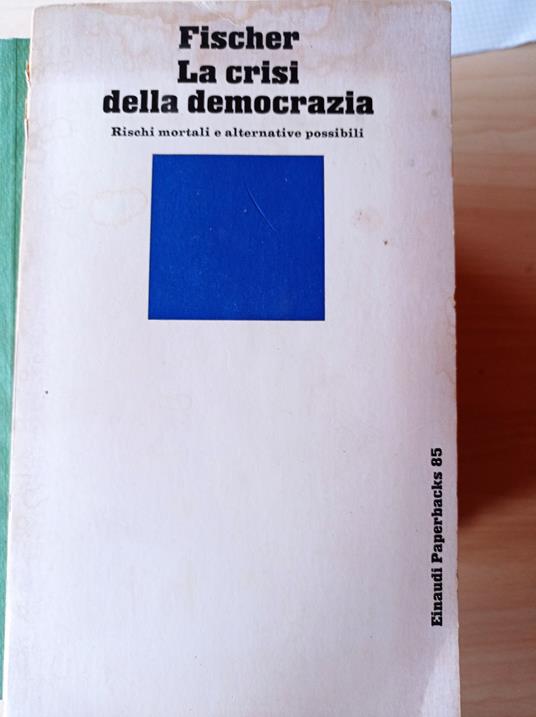 Fischer
La crisi
della democrazia
Rischi mortali e alternative possibili
Einaudi Paperbacks 85